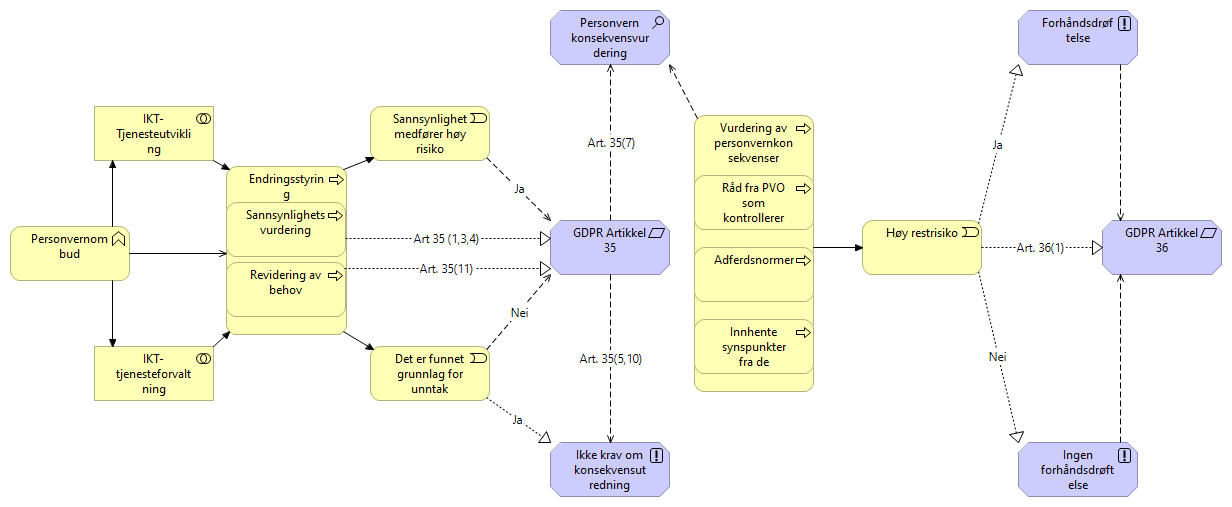 Personvern
konsekvensvur
dering
Forhåndsdrøf
telse
IKT-
Tjenesteutvikli
ng
Sannsynlighet
medfører høy
risiko
Vurdering av
personvernkon
sekvenser
Art. 35(7)
Ja
Endringsstyrin
g
Ja
Råd fra PVO
som
kontrollerer
Sannsynlighets
vurdering
Personvernom
bud
Art 35 (1,3,4)
GDPR Artikkel
35
Høy restrisiko
Art. 36(1)
GDPR Artikkel
36
Revidering av
behov
Art. 35(11)
Adferdsnormer
Nei
Innhente
synspunkter
fra de
IKT-
tjenesteforvalt
ning
Det er funnet
grunnlag for
unntak
Art. 35(5,10)
Nei
Ja
Ikke krav om
konsekvensut
redning
Ingen
forhåndsdrøft
else